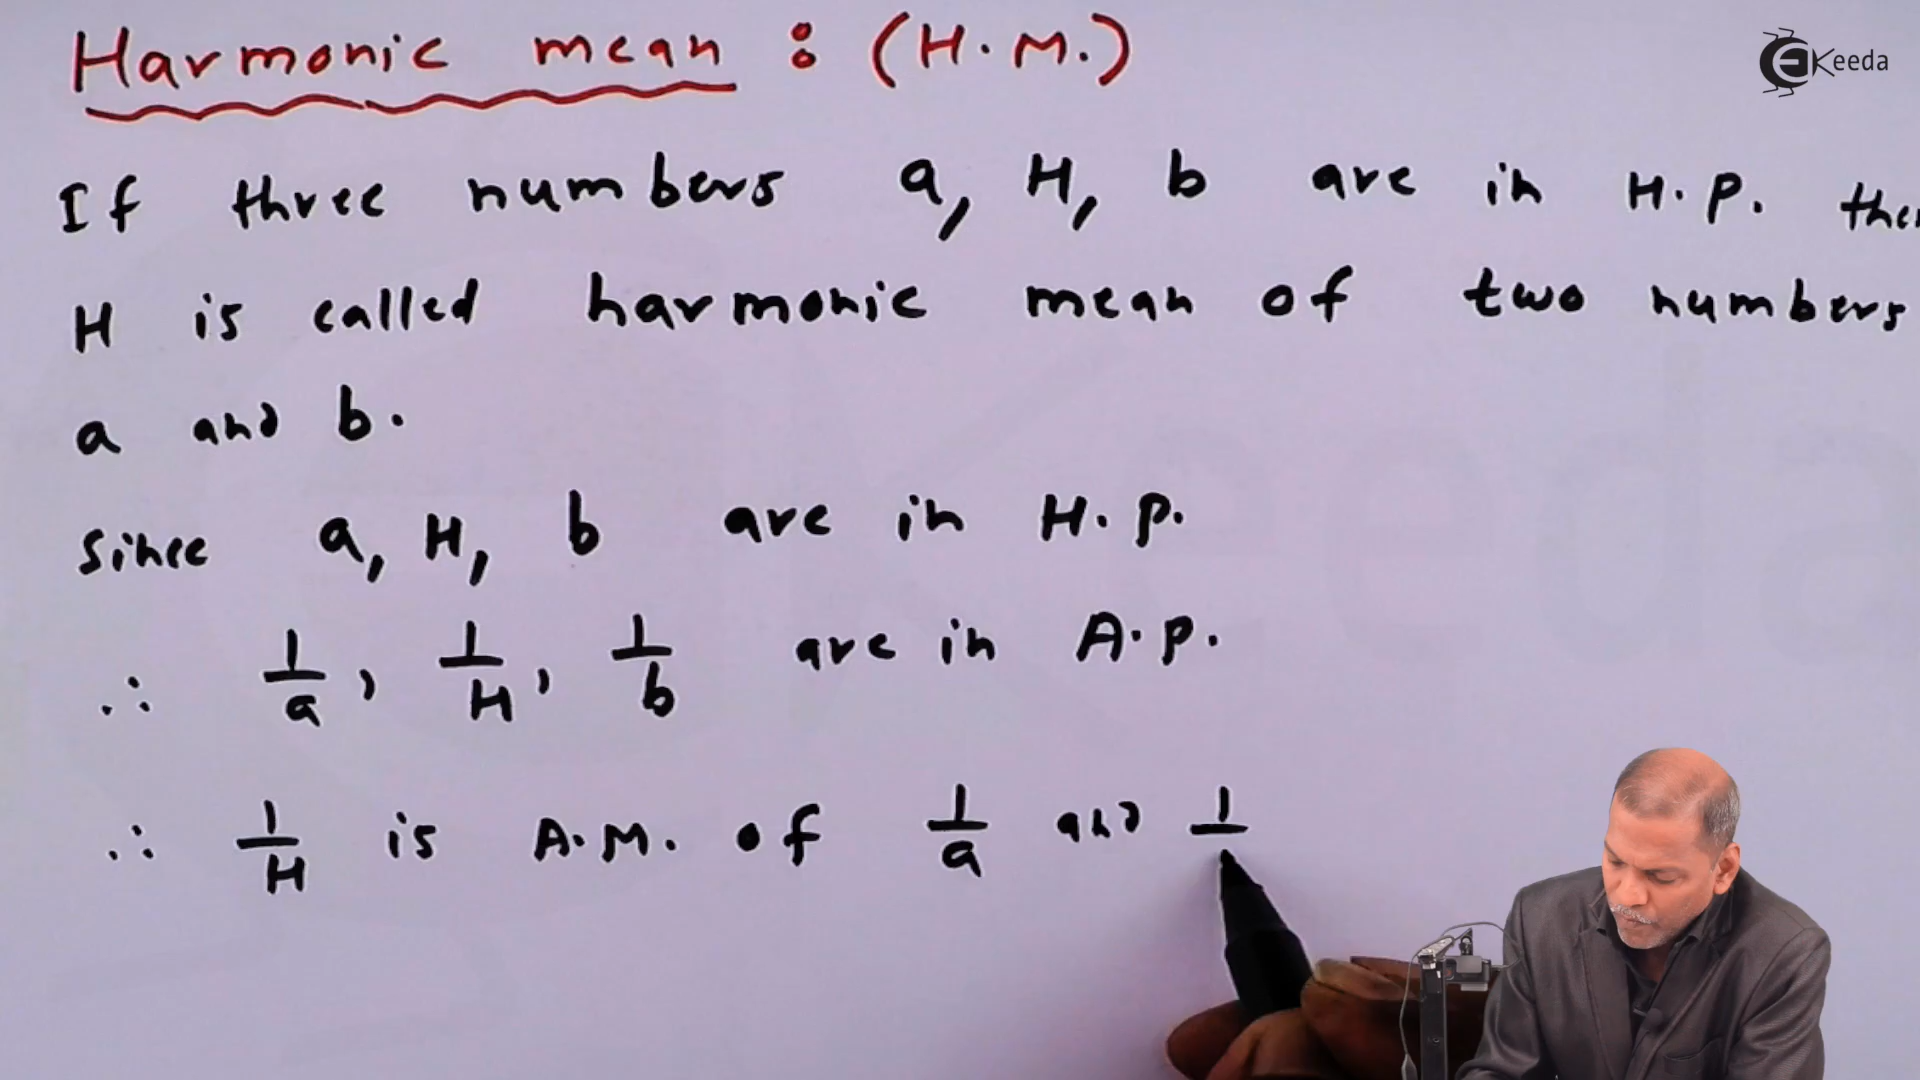 Harmonic mean : (H.M.)
EKeeda
If three numbers a, H, b are in H.P. then
H is called harmonic mean of two numbers
a and b.
Since a, H, b are in H.P.
∴ 1/a, 1/H, 1/b are in A.P.
∴ 1/H is A.M. of 1/a and 1/